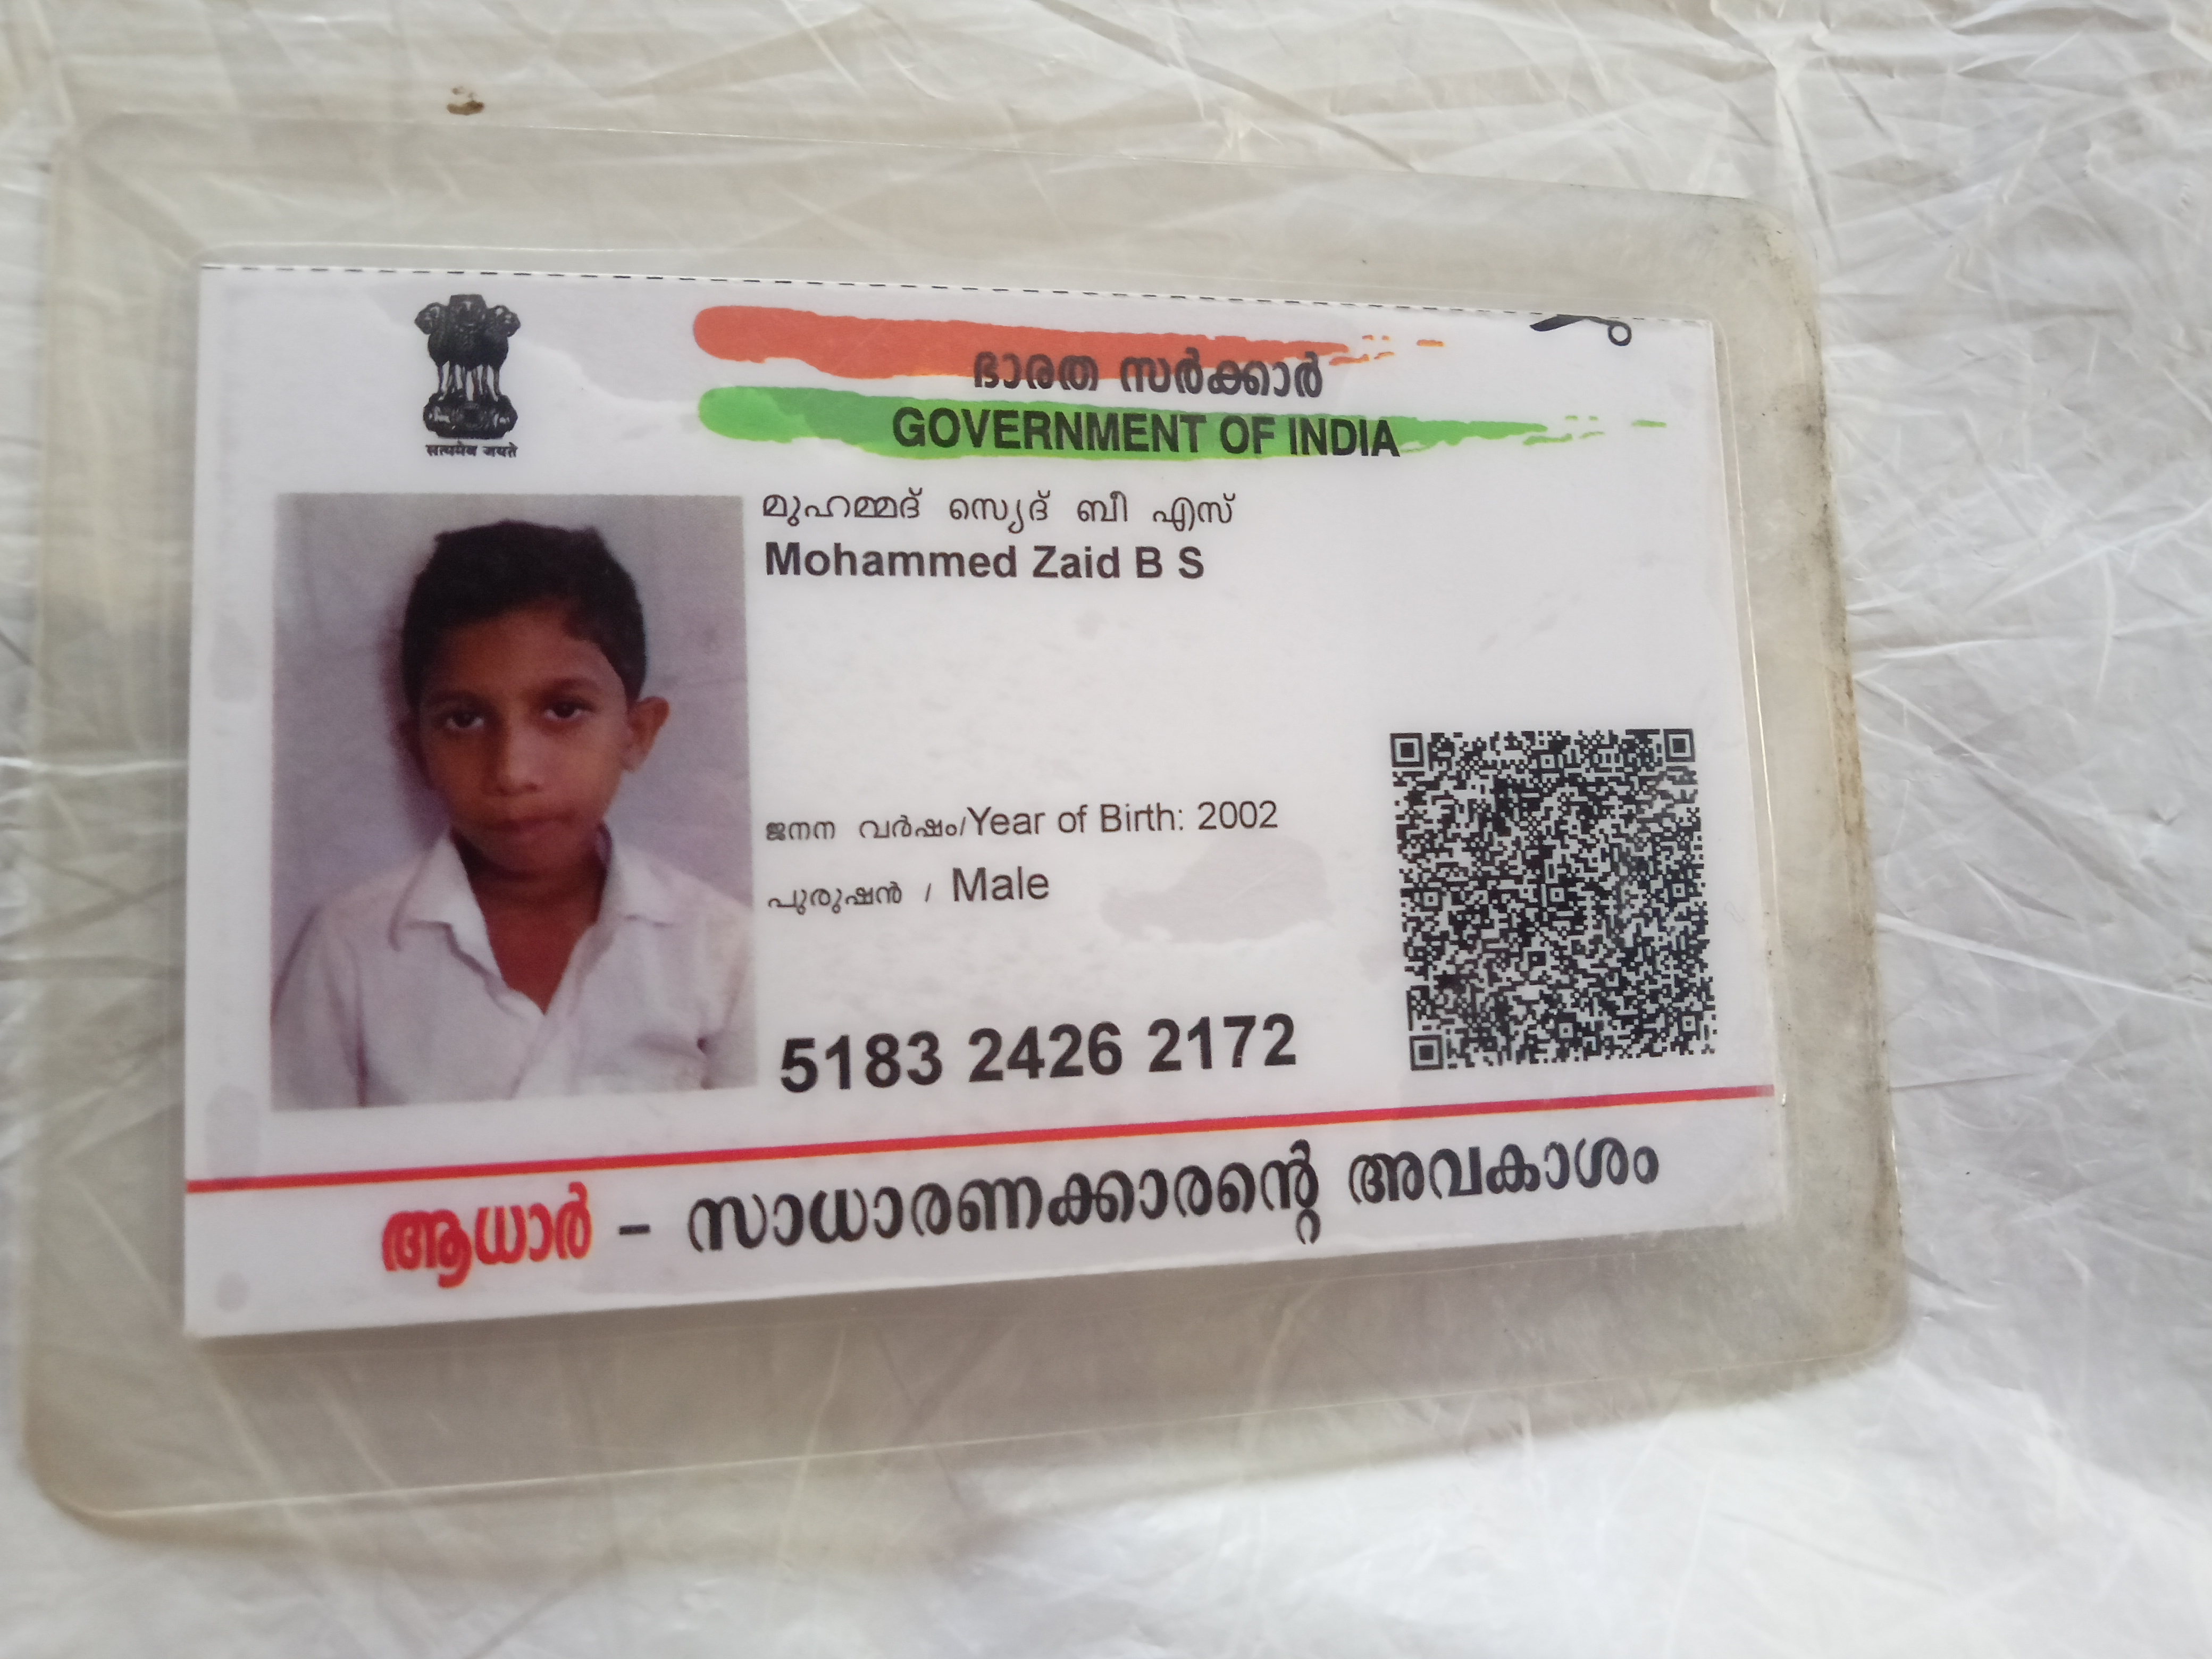 सत्यमेव जयते
ഭാരത സർക്കാർ
GOVERNMENT OF INDIA
മുഹമ്മദ് സ്യെദ് ബീ എസ്
Mohammed Zaid B S
ജനന വർഷം/Year of Birth: 2002
പുരുഷൻ / Male
5183 2426 2172
ആധാർ – സാധാരണക്കാരന്റെ അവകാശം